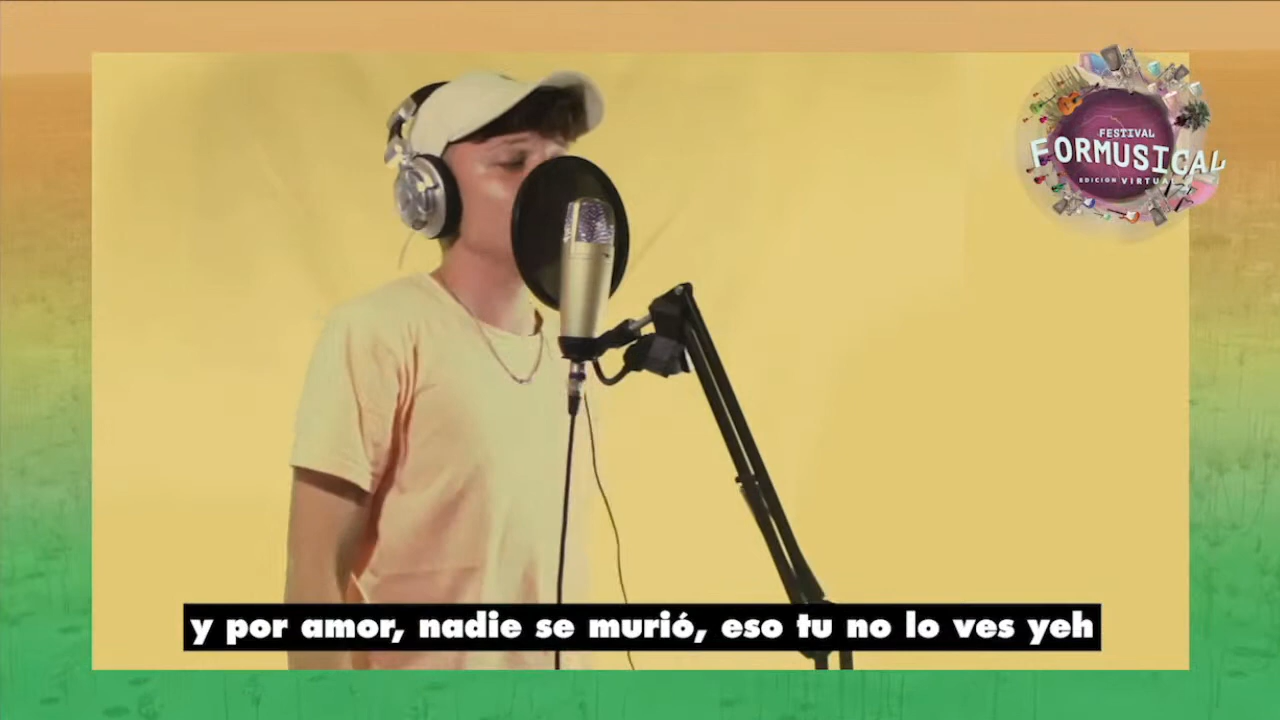 FESTIVAL
FORMUSICAL
EDICION VIRTUAL
y por amor, nadie se murió, eso tu no lo ves yeh